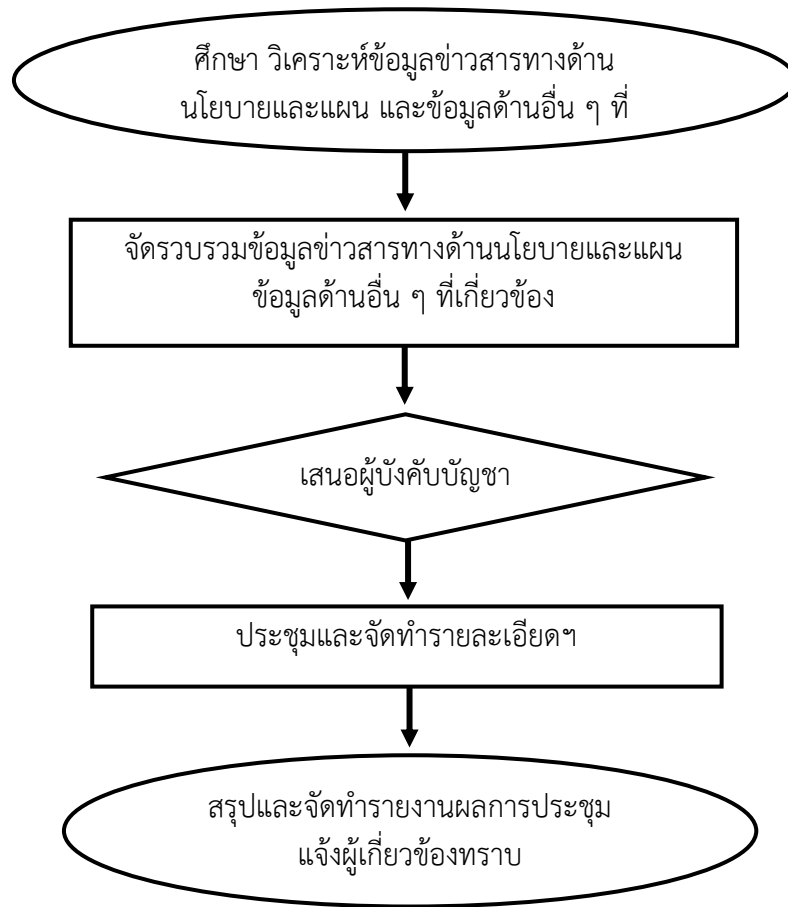 ศึกษา วิเคราะห์ข้อมูลข่าวสารทางด้าน
นโยบายและแผน และข้อมูลด้านอื่น ๆ ที่
จัดรวบรวมข้อมูลข่าวสารทางด้านนโยบายและแผน
ข้อมูลด้านอื่น ๆ ที่เกี่ยวข้อง
เสนอผู้บังคับบัญชา
ประชุมและจัดทำรายละเอียดฯ
สรุปและจัดทำรายงานผลการประชุม
แจ้งผู้เกี่ยวข้องทราบ